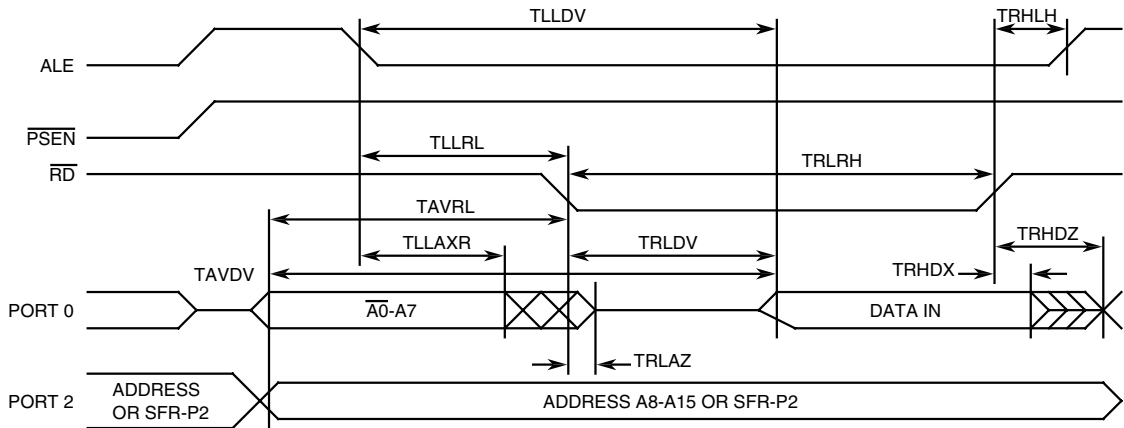 TLLDV
TRHLH
ALE
PSEN
TLLRL
TRLRH
RD
TAVRL
TRHDZ
TLLAXR
TRLDV
TAVDV
TRHDX
PORT 0
A0-A7
DATA IN
TRLAZ
PORT 2
ADDRESS
OR SFR-P2
ADDRESS A8-A15 OR SFR-P2